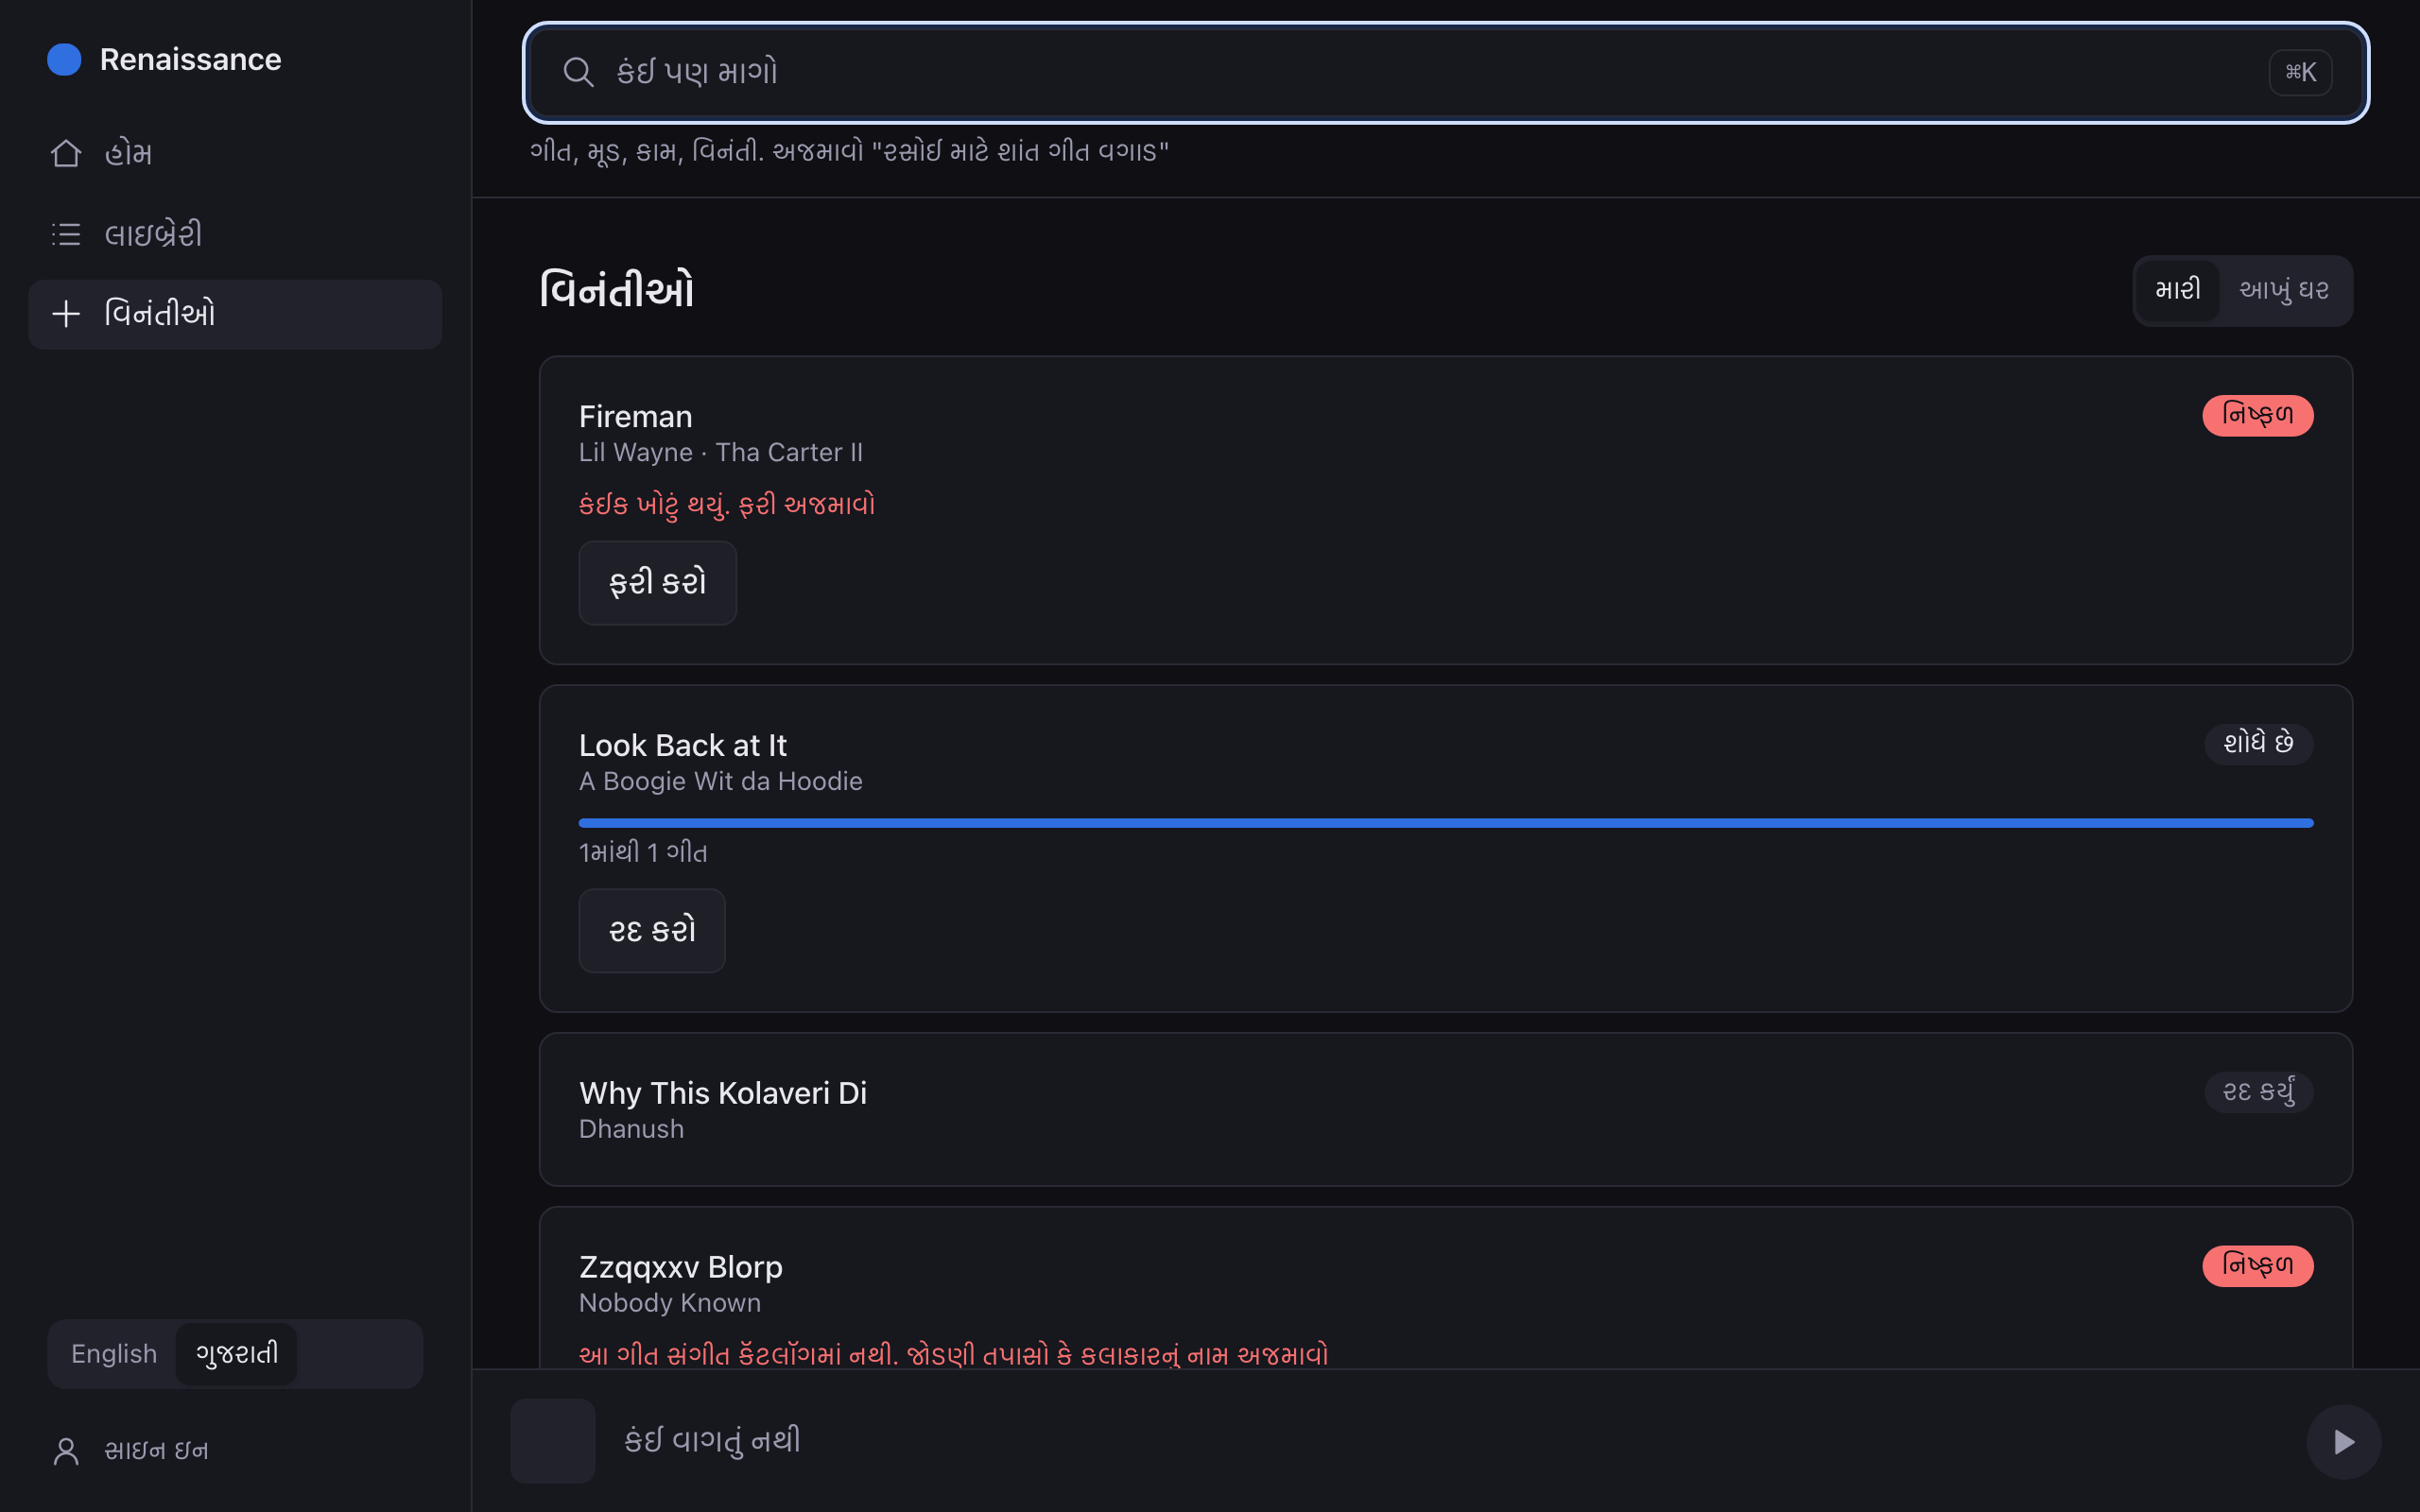 Renaissance
હોમ
લાઇબ્રેરી
વિનંતીઓ
English ગુજરાતી
સાઇન ઇન
કંઈ પણ માગો ⌘K
ગીત, મૂડ, કામ, વિનંતી. અજમાવો "રસોઈ માટે શાંત ગીત વગાડ"
વિનંતીઓ
મારી આખું ઘર
Fireman
નિષ્ફળ
Lil Wayne · Tha Carter II
કંઈક ખોટું થયું. ફરી અજમાવો
ફરી કરો
Look Back at It
શોધે છે
A Boogie Wit da Hoodie
1માંથી 1 ગીત
રદ કરો
Why This Kolaveri Di
રદ કર્યું
Dhanush
Zzqqxxv Blorp
નિષ્ફળ
Nobody Known
આ ગીત સંગીત કૅટલૉગમાં નથી. જોડણી તપાસો કે કલાકારનું નામ અજમાવો
કંઈ વાગતું નથી